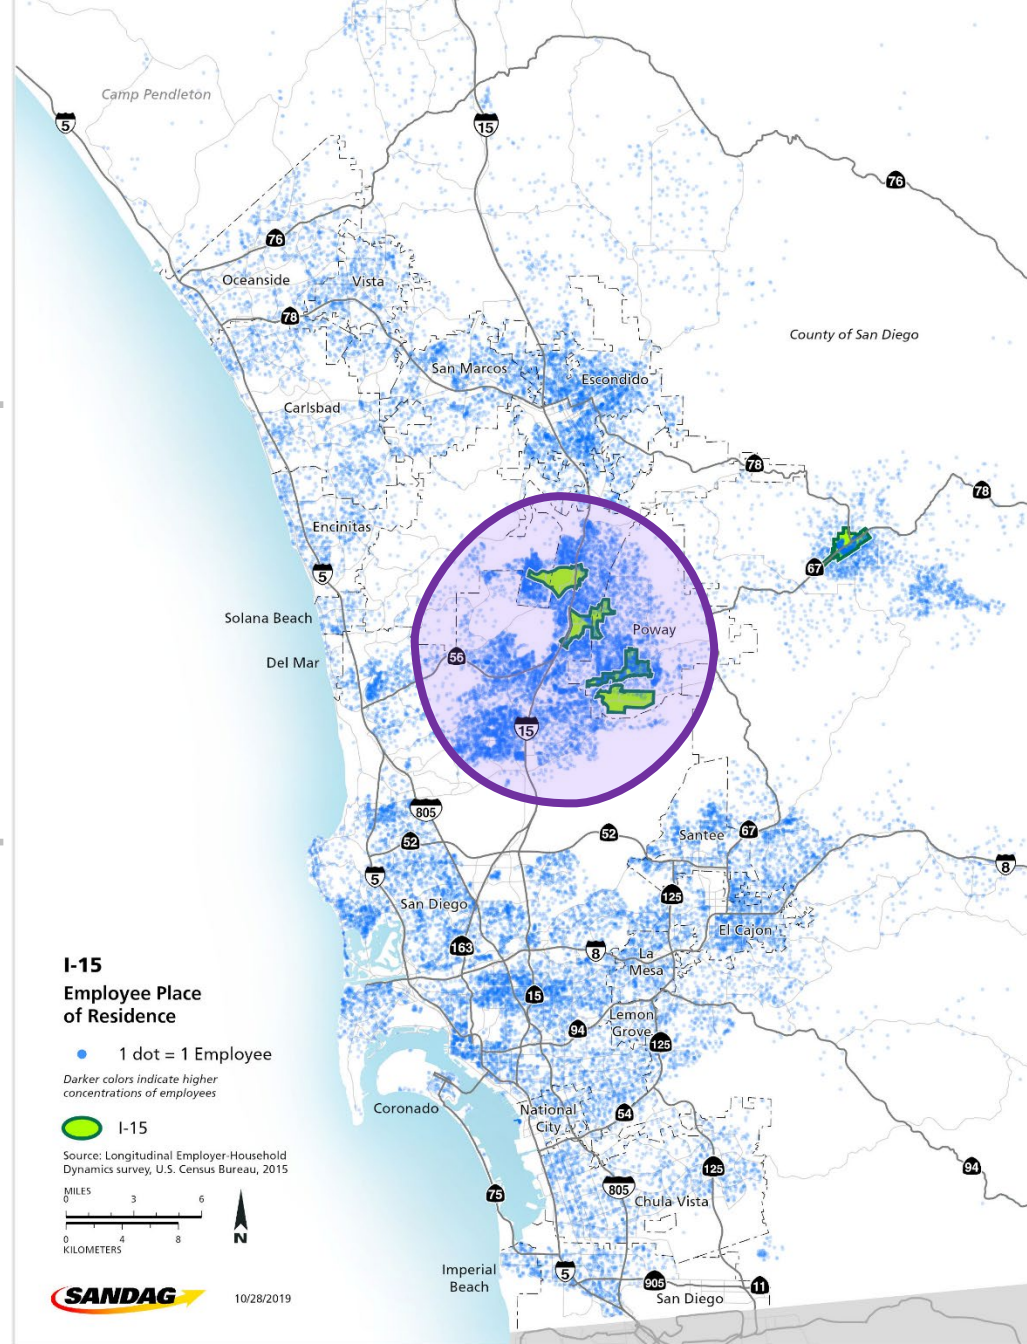 Camp Pendleton
5
15
76
76
Oceanside
Vista
78
County of San Diego
San Marcos
Escondido
Carlsbad
78
78
Encinitas
67
5
Solana Beach
Poway
Del Mar
56
15
805
52
52
Santee
67
8
5
125
San Diego
El Cajon
163
8
La
Mesa
I-15
Employee Place
of Residence
15
Lemon
Grove
94
125
1 dot = 1 Employee
Darker colors indicate higher
concentrations of employees
Coronado
National
City
54
I-15
Source: Longitudinal Employer-Household
Dynamics survey, U.S. Census Bureau, 2015
125
94
MILES
0 3 6
75
805
Chula Vista
0 4 8
KILOMETERS
N
Imperial
Beach
5
905
11
San Diego
SANDAG
10/28/2019